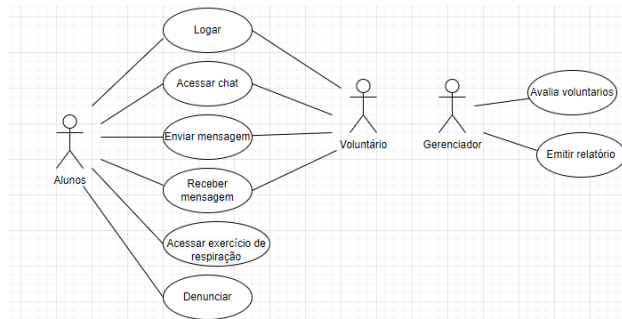 Logar
Acessar chat
Avalia voluntarios
Enviar mensagem
Voluntário
Gerenciador
Emitir relatório
Alunos
Receber
mensagem
Acessar exercício de
respiração
Denunciar